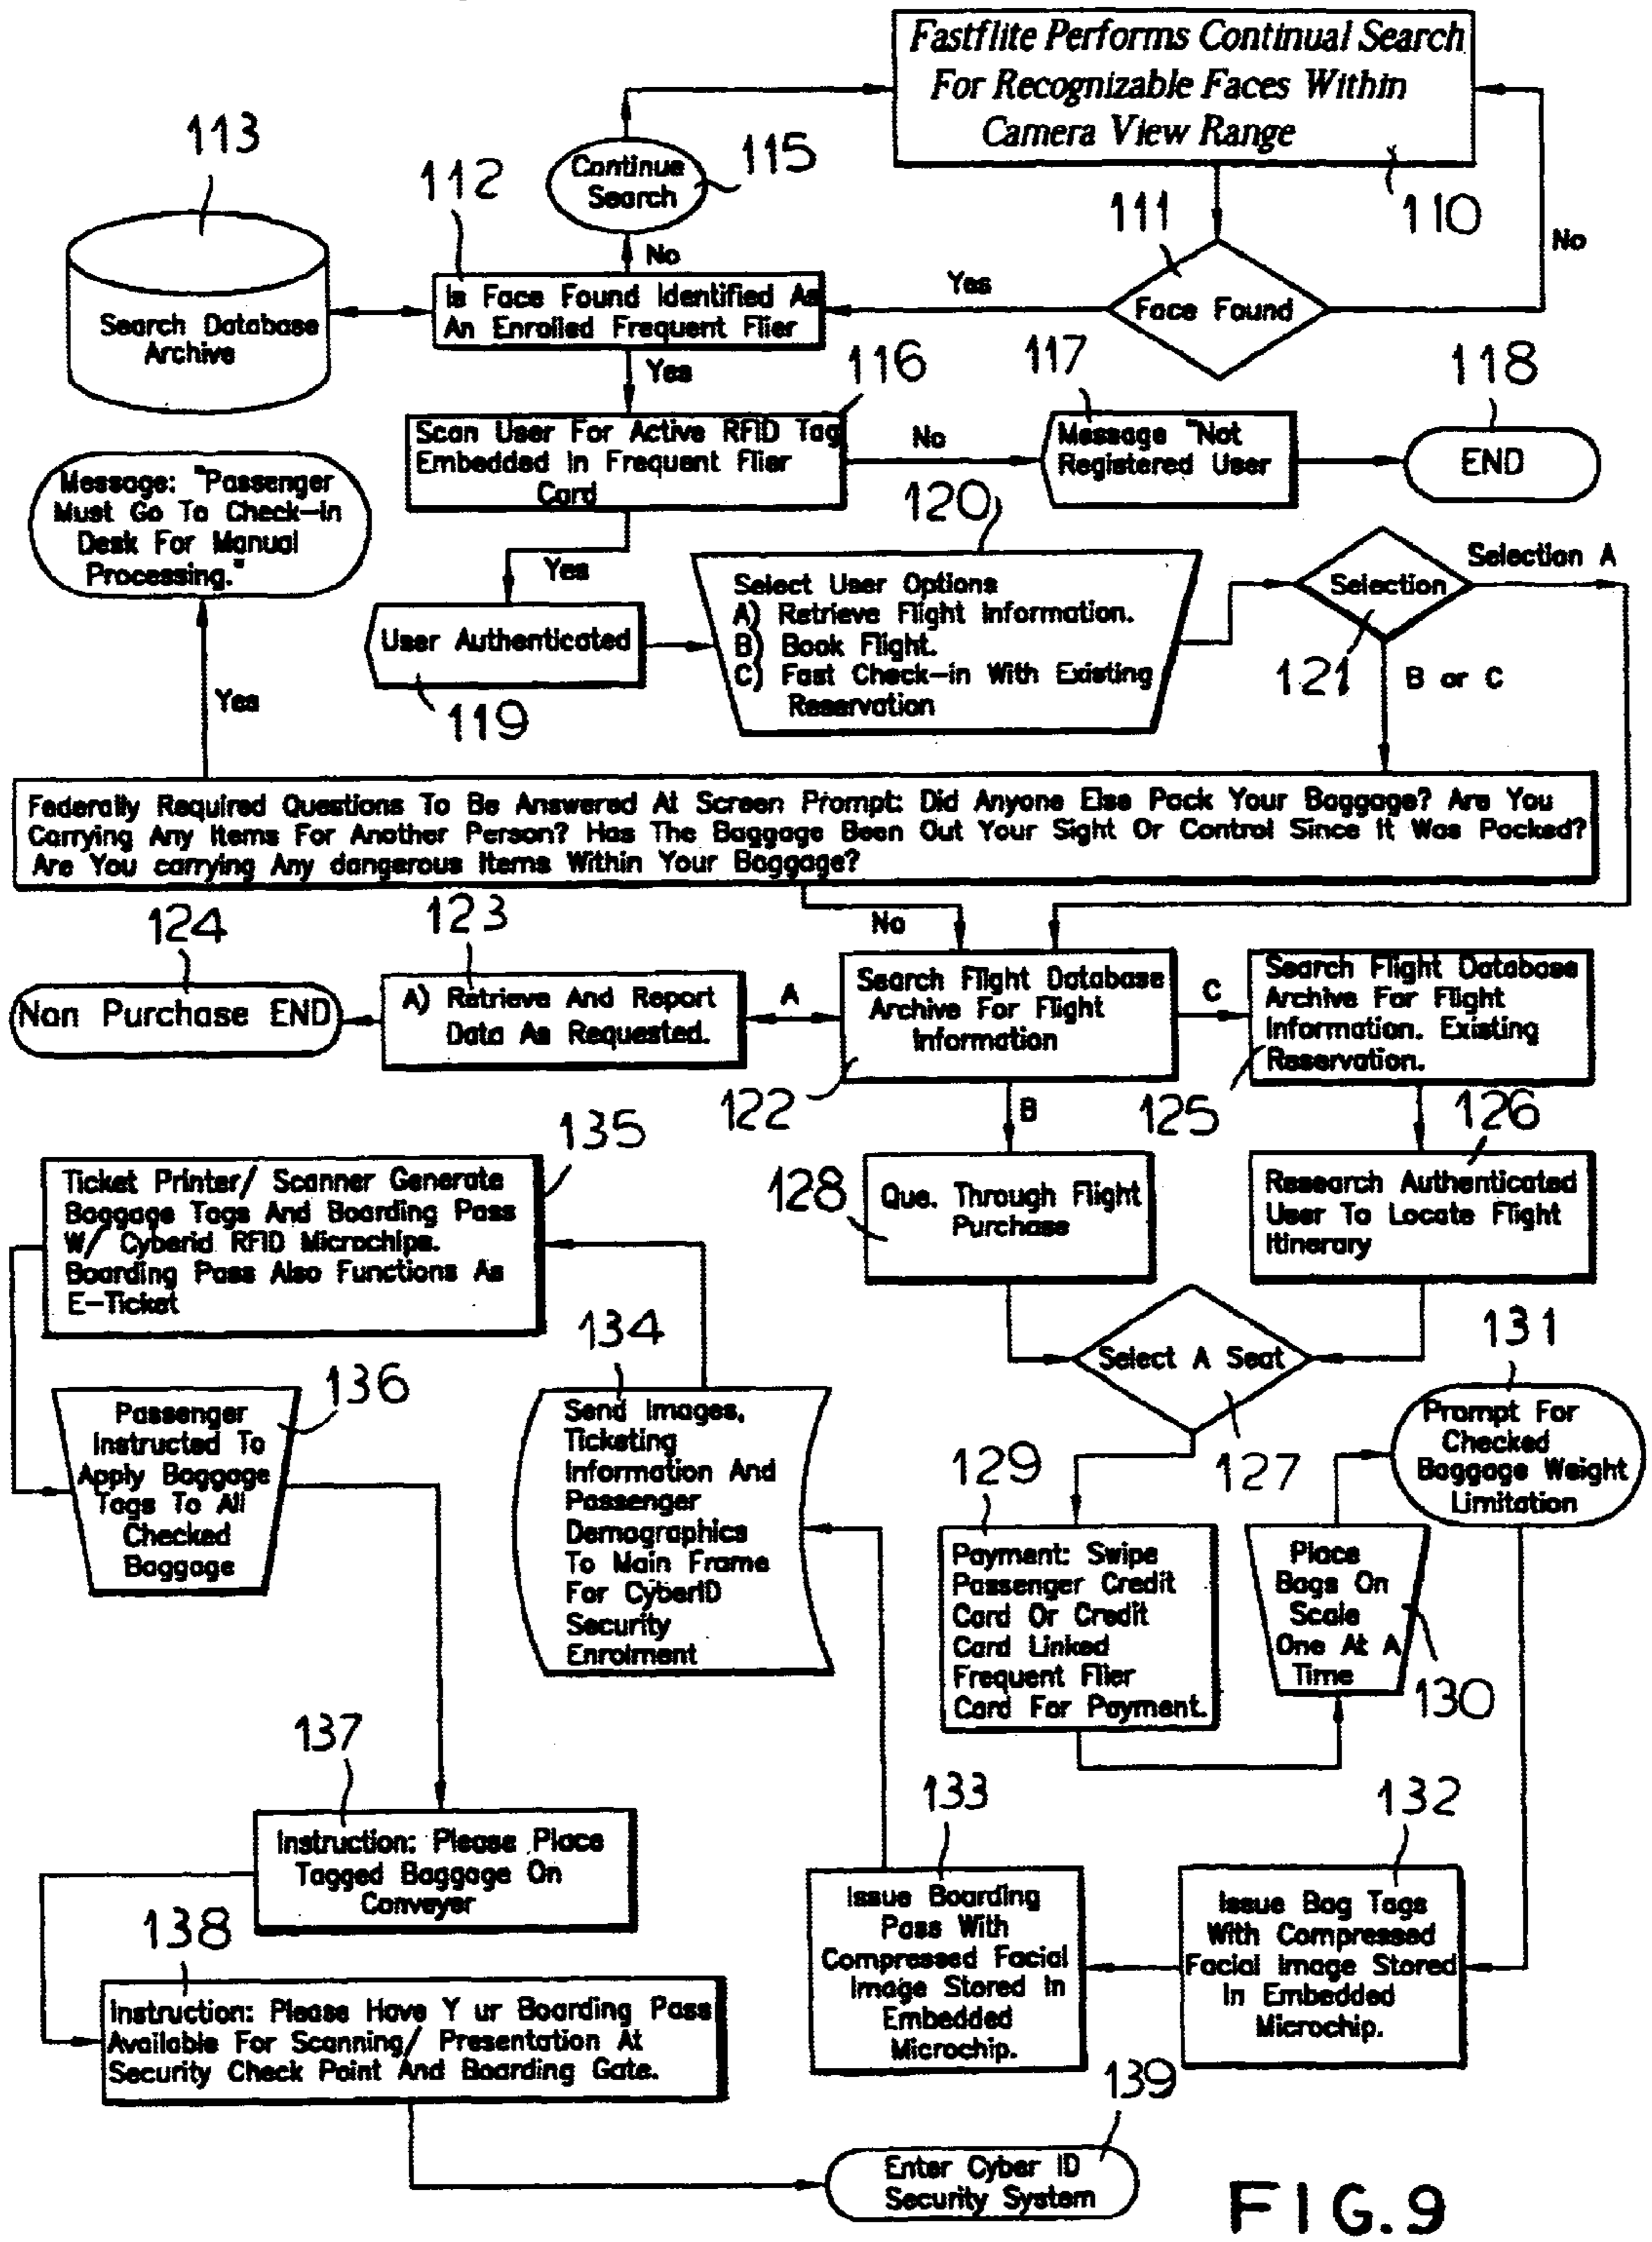 Fastflite Performs Continual Search
For Recognizable Faces Within
Camera View Range
110
113
112
Continue
Search
115
111
No
No
Search Database
Archive
Is Face Found Identified As
An Enrolled Frequent Flier
Yes
Face Found
Yes
116
117
118
Scan User For Active RFID Tag
Embedded In Frequent Flier
Card
No
Message "Not
Registered User
END
Message: "Passenger
Must Go To Check-in
Desk For Manual
Processing."
120
Yes
User Authenticated
119
Select User Options
A) Retrieve Flight Information.
B) Book Flight.
C) Fast Check-in With Existing
Reservation
Selection
Selection A
121
B or C
Yes
Federally Required Questions To Be Answered At Screen Prompt: Did Anyone Else Pack Your Baggage? Are You
Carrying Any Items For Another Person? Has The Baggage Been Out Your Sight Or Control Since It Was Packed?
Are You carrying Any dangerous Items Within Your Baggage?
No
124
123
Non Purchase END
A) Retrieve And Report
Data As Requested.
A
Search Flight Database
Archive For Flight
Information
C
Search Flight Database
Archive For Flight
Information. Existing
Reservation.
122
B
125
126
135
Ticket Printer/ Scanner Generate
Baggage Tags And Boarding Pass
W/ Cyberid RFID Microchips.
Boarding Pass Also Functions As
E-Ticket
128
Que. Through Flight
Purchase
Research Authenticated
User To Locate Flight
Itinerary
134
Select A Seat
131
136
Passenger
Instructed To
Apply Baggage
Tags To All
Checked
Baggage
Send Images,
Ticketing
Information And
Passenger
Demographics
To Main Frame
For CyberID
Security
Enrolment
129
127
Prompt For
Checked
Baggage Weight
Limitation
Payment: Swipe
Passenger Credit
Card Or Credit
Card Linked
Frequent Flier
Card For Payment.
Place
Bags On
Scale
One At A
Time
130
137
133
132
Instruction: Please Place
Tagged Baggage On
Conveyer
138
Issue Boarding
Pass With
Compressed Facial
Image Stored In
Embedded
Microchip.
Issue Bag Tags
With Compressed
Facial Image Stored
In Embedded
Microchip.
Instruction: Please Have Y ur Boarding Pass
Available For Scanning/ Presentation At
Security Check Point And Boarding Gate.
139
Enter Cyber ID
Security System
FIG.9